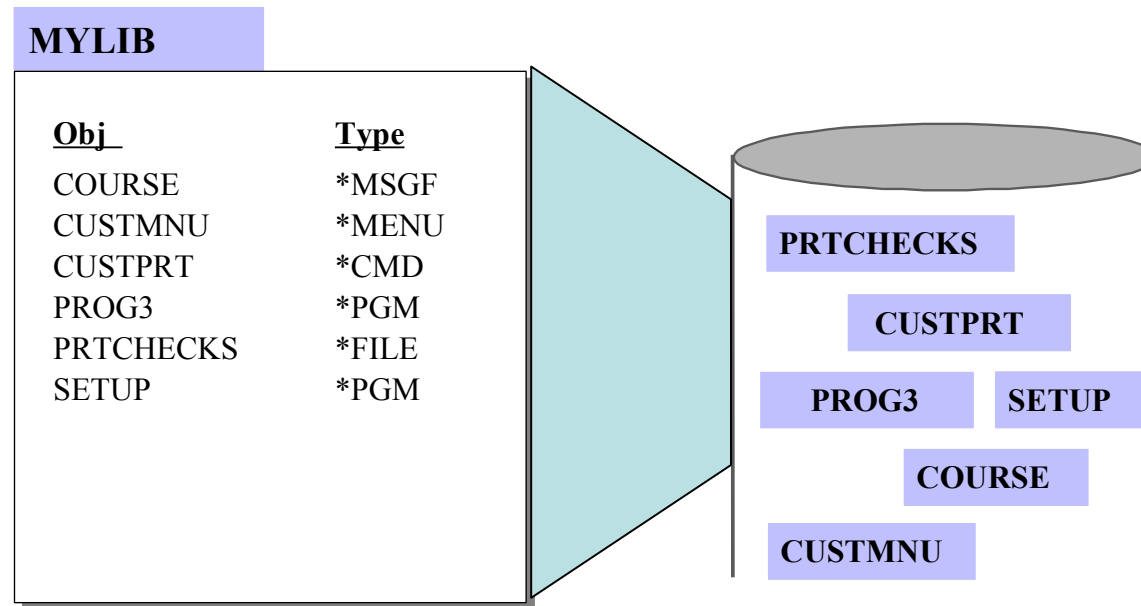 MYLIB
Obj Type
COURSE *MSGF
CUSTMNU *MENU
CUSTPRT *CMD
PROG3 *PGM
PRTCHECKS *FILE
SETUP *PGM
PRTCHECKS
CUSTPRT
PROG3 SETUP
COURSE
CUSTMNU